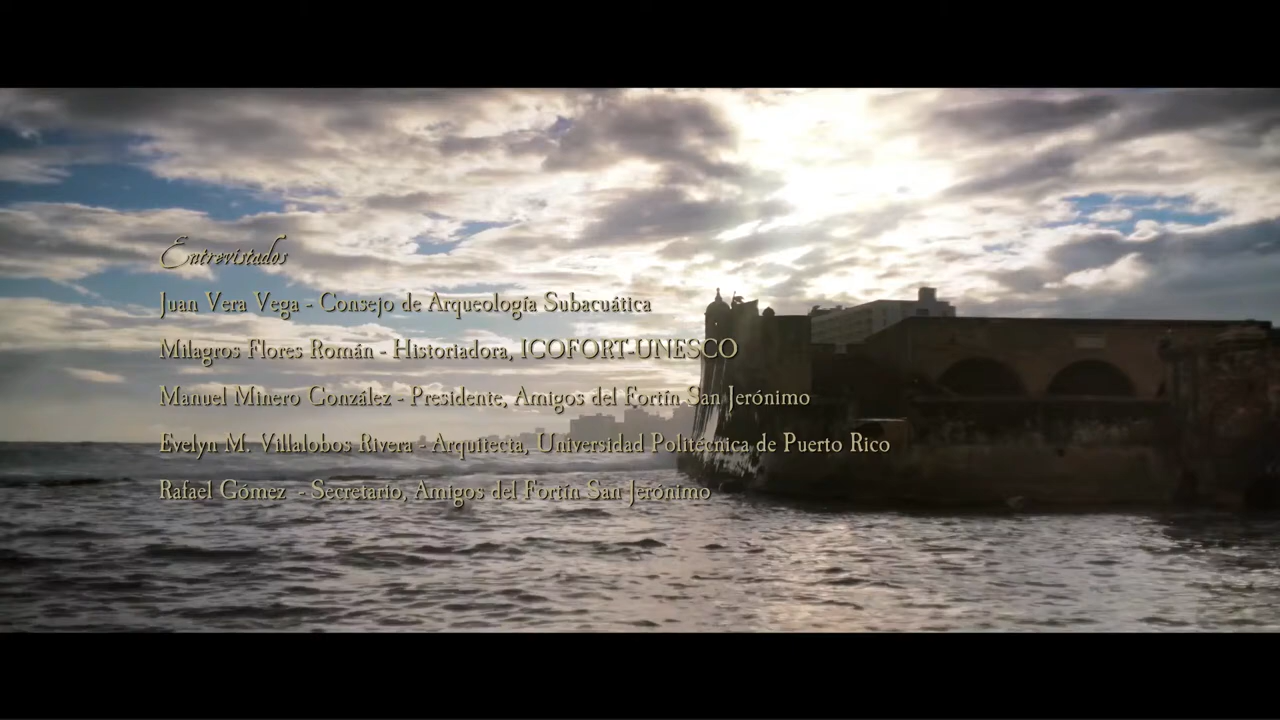 Entrevistados
Juan Vera Vega - Consejo de Arqueología Subacuática
Milagros Flores Román - Historiadora, ICOFORT-UNESCO
Manuel Minero González - Presidente, Amigos del Fortín San Jerónimo
Evelyn M. Villalobos Rivera - Arquitecta, Universidad Politécnica de Puerto Rico
Rafael Gómez - Secretario, Amigos del Fortín San Jerónimo